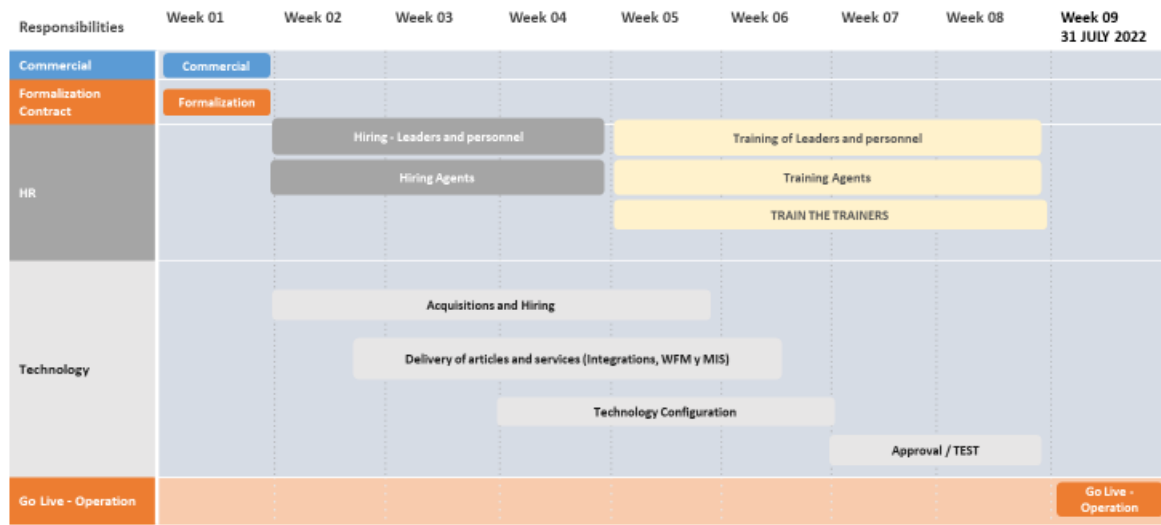 Responsibilities
Week 01
Week 02
Week 03
Week 04
Week 05
Week 06
Week 07
Week 08
Week 09
31 JULY 2022
Commercial
Commercial
Formalization
Contract
Formalization
HR
Hiring - Leaders and personnel
Training of Leaders and personnel
Hiring Agents
Training Agents
TRAIN THE TRAINERS
Technology
Acquisitions and Hiring
Delivery of articles and services (Integrations, WFM y MIS)
Technology Configuration
Approval / TEST
Go Live - Operation
Go Live -
Operation